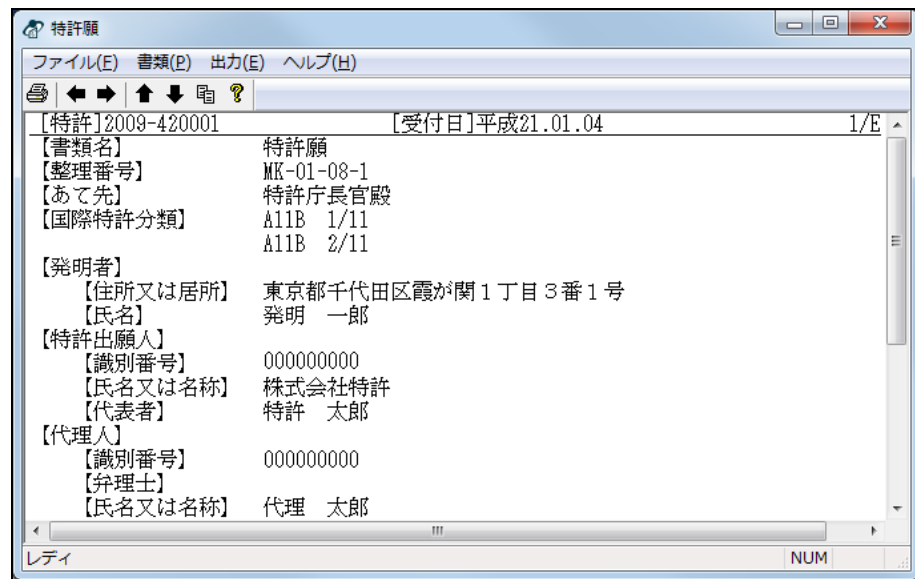 特許願
ファイル(F) 書類(P) 出力(E) ヘルプ(H)
[特許]2009-420001 [受付日]平成21.01.04 1/E
【書類名】 特許願
【整理番号】 MK-01-08-1
【あて先】 特許庁長官殿
【国際特許分類】 A11B 1/11
A11B 2/11
【発明者】
【住所又は居所】 東京都千代田区霞が関１丁目３番１号
【氏名】 発明　一郎
【特許出願人】
【識別番号】 000000000
【氏名又は名称】 株式会社特許
【代表者】 特許　太郎
【代理人】
【識別番号】 000000000
【弁理士】
【氏名又は名称】 代理　太郎
レディ NUM